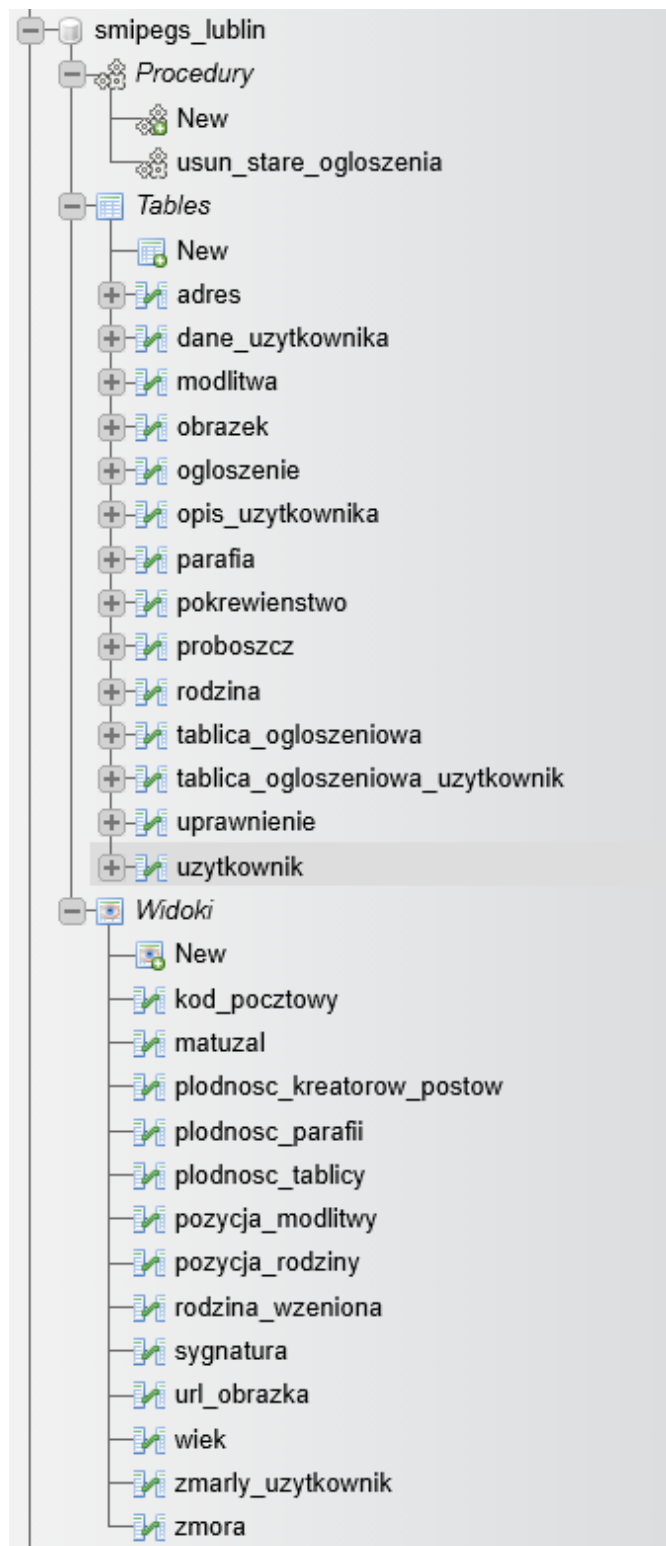 smipegs_lublin
Procedury
New
usun_stare_ogloszenia
Tables
New
adres
dane_uzytkownika
modlitwa
obrazek
ogloszenie
opis_uzytkownika
parafia
pokrewienstwo
proboszcz
rodzina
tablica_ogloszeniowa
tablica_ogloszeniowa_uzytkownik
uprawnienie
uzytkownik
Widoki
New
kod_pocztowy
matuzal
plodnosc_kreatorow_postow
plodnosc_parafii
plodnosc_tablicy
pozycja_modlitwy
pozycja_rodziny
rodzina_wzeniona
sygnatura
url_obrazka
wiek
zmarly_uzytkownik
zmora